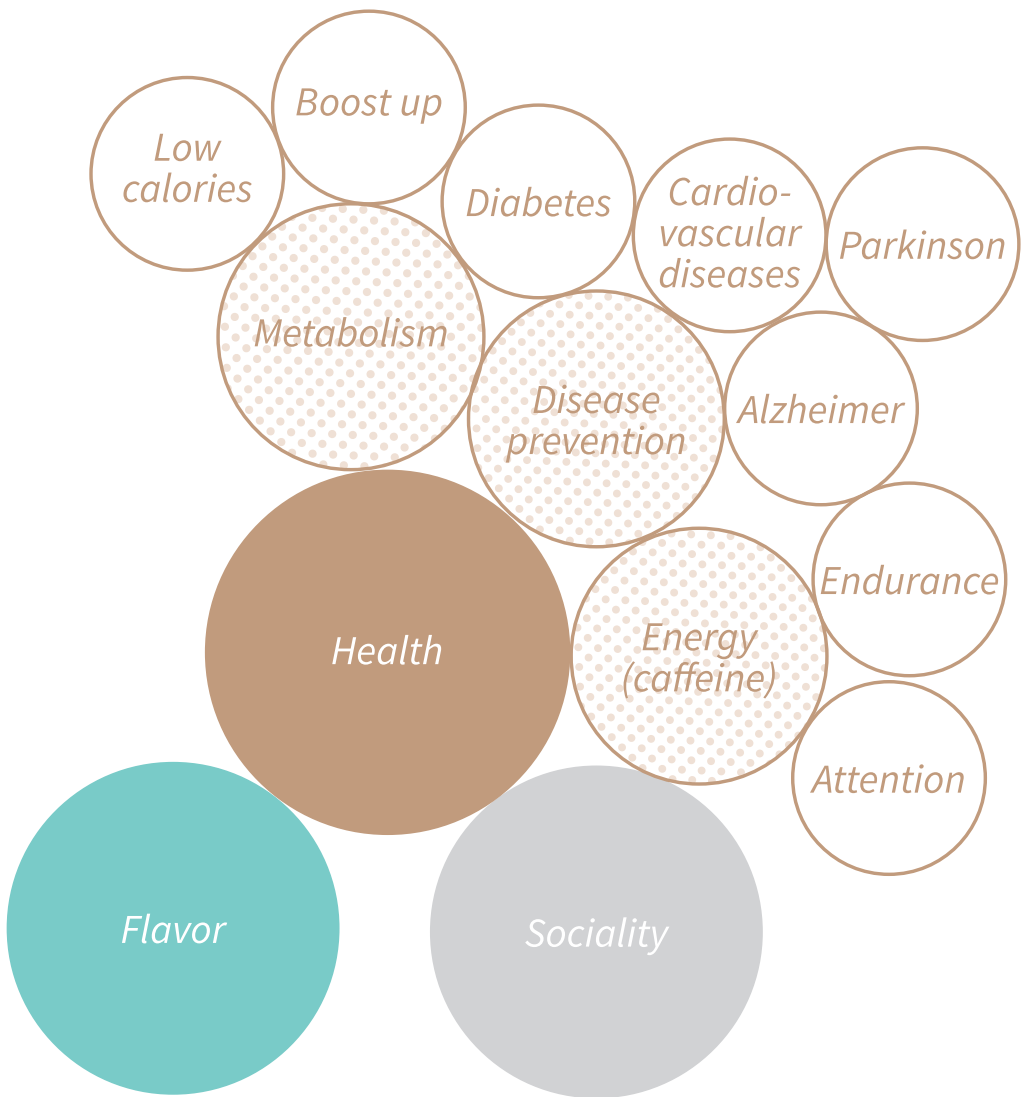 Boost up
Low
calories
Diabetes
Cardio-
vascular
diseases
Parkinson
Metabolism
Disease
prevention
Alzheimer
Endurance
Energy
(caffeine)
Health
Attention
Flavor
Sociality